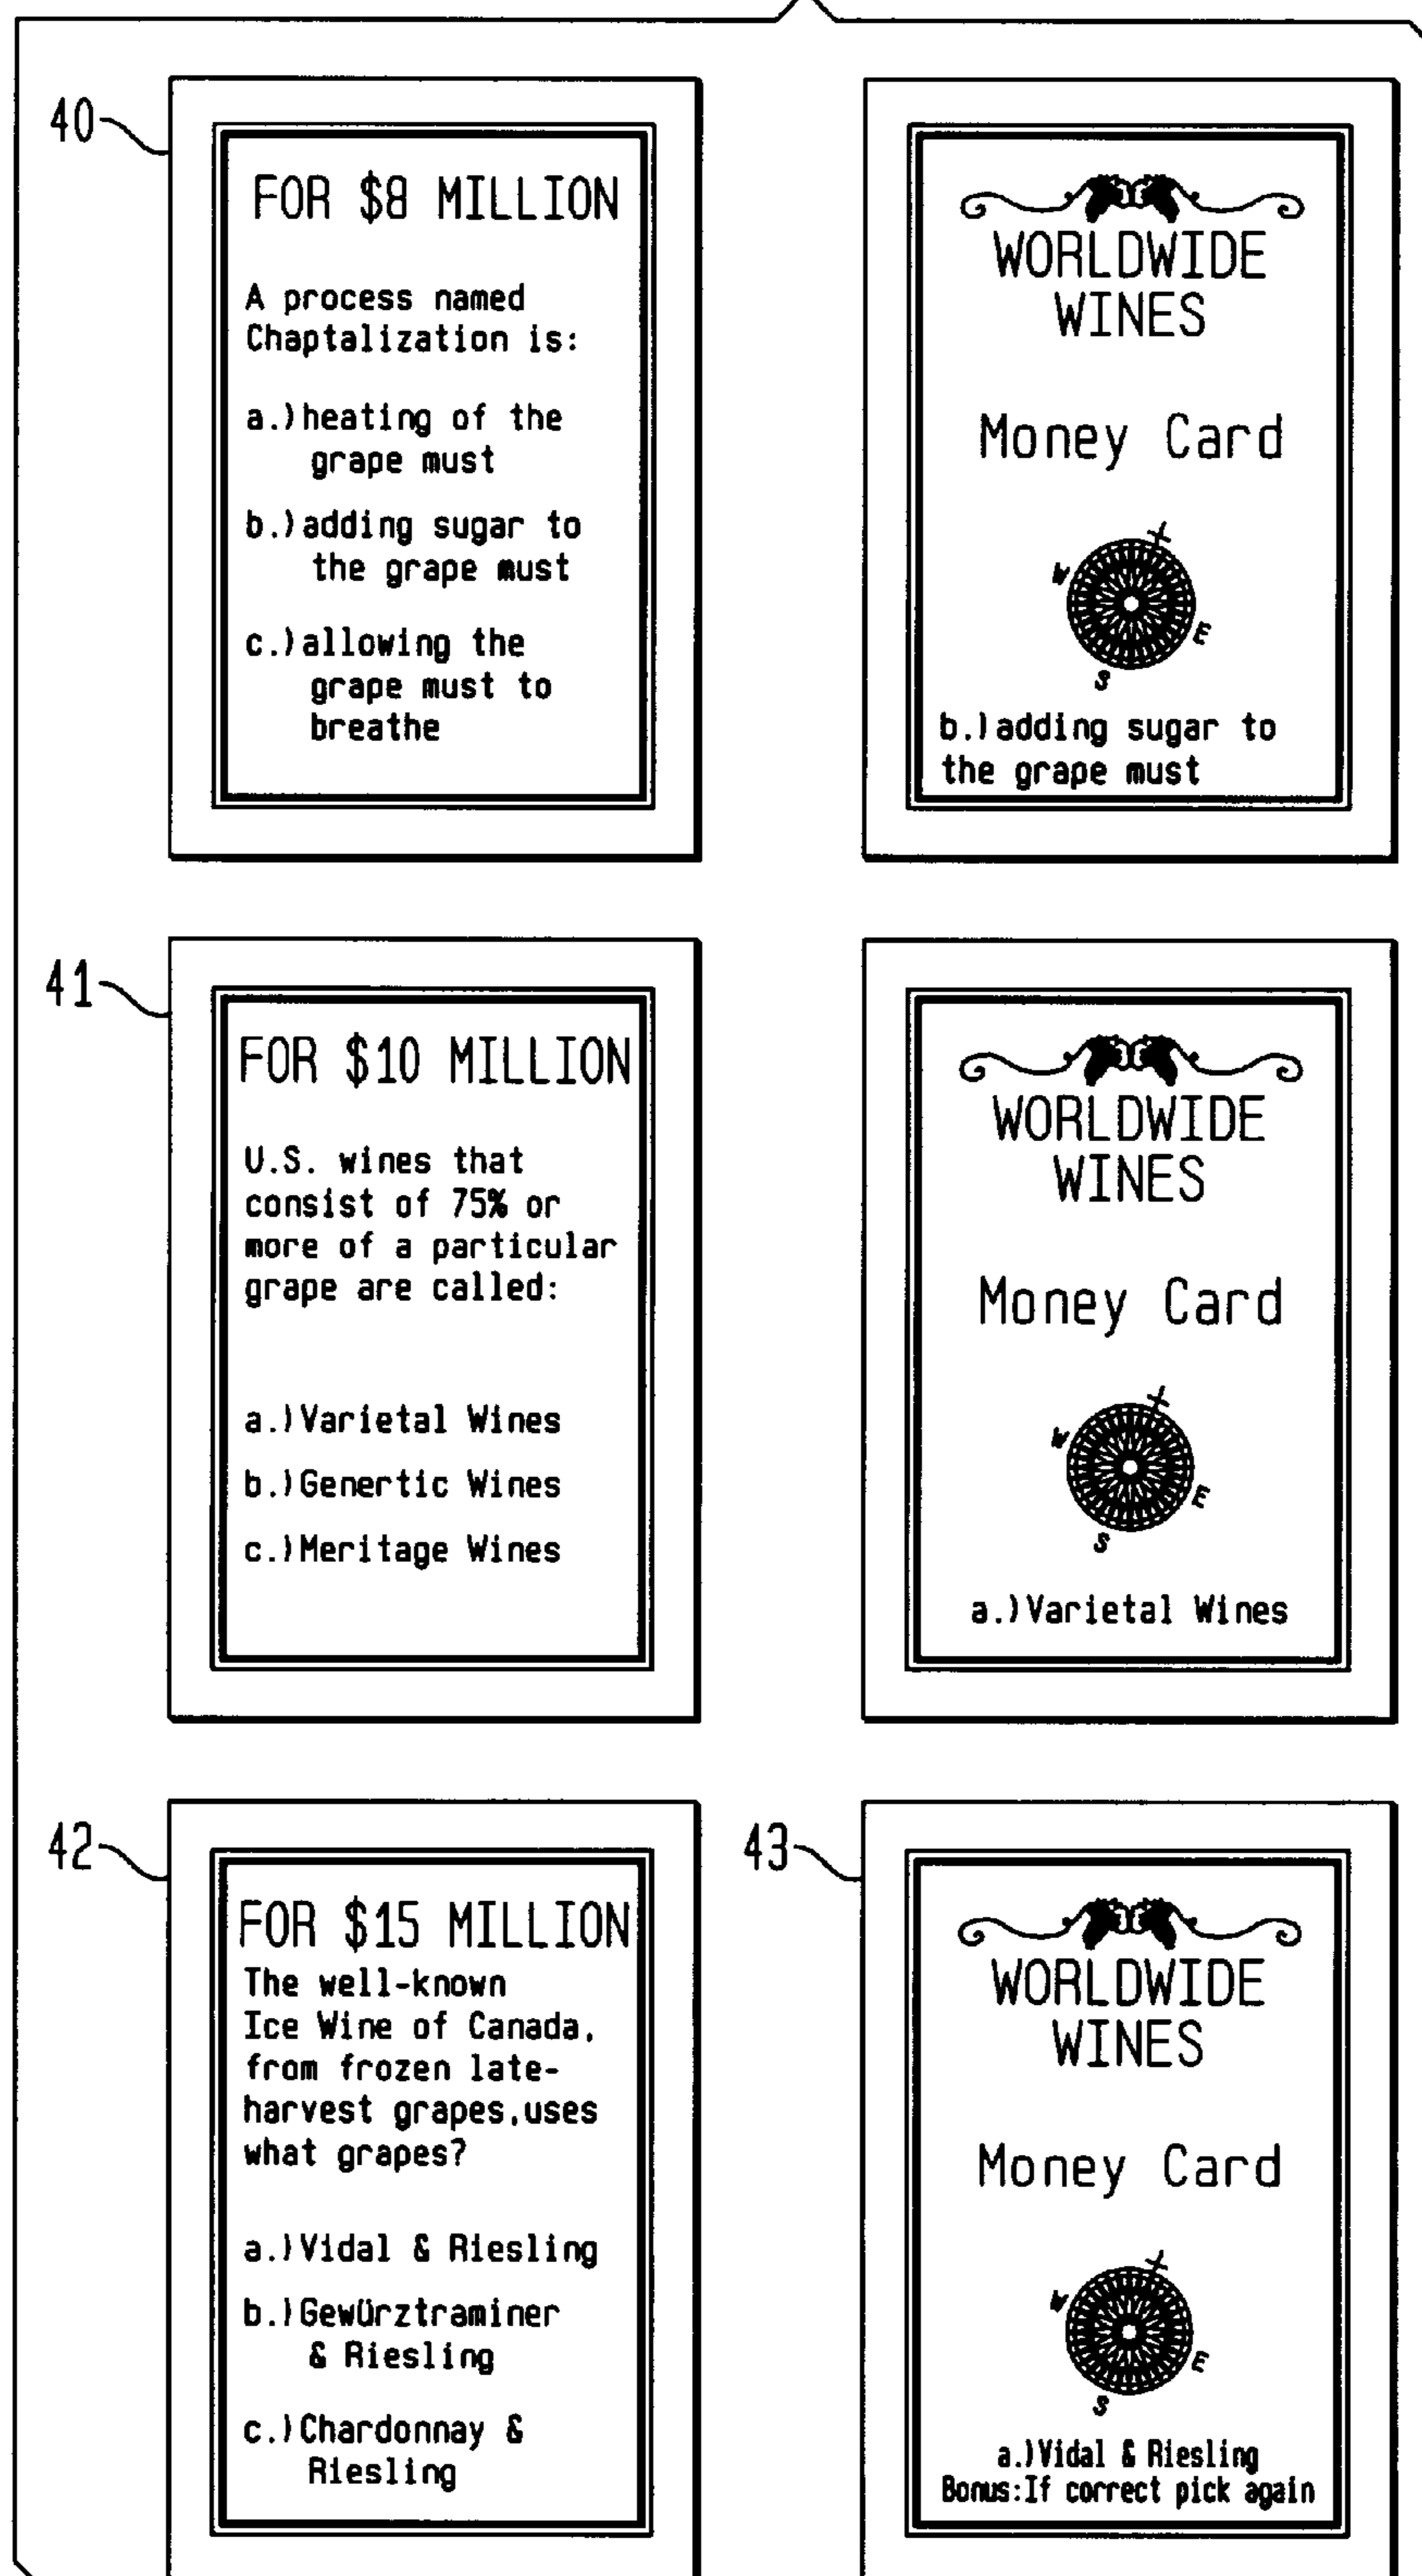 40
FOR $8 MILLION
A process named
Chaptalization is:
a.)heating of the
grape must
b.)adding sugar to
the grape must
c.)allowing the
grape must to
breathe
WORLDWIDE
WINES
Money Card
W
E
S
b.)adding sugar to
the grape must
41
FOR $10 MILLION
U.S. wines that
consist of 75% or
more of a particular
grape are called:
a.)Varietal Wines
b.)Genertic Wines
c.)Meritage Wines
WORLDWIDE
WINES
Money Card
W
E
S
a.)Varietal Wines
42
FOR $15 MILLION
The well-known
Ice Wine of Canada,
from frozen late-
harvest grapes,uses
what grapes?
a.)Vidal & Riesling
b.)Gewürztraminer
& Riesling
c.)Chardonnay &
Riesling
43
WORLDWIDE
WINES
Money Card
W
E
S
a.)Vidal & Riesling
Bonus:If correct pick again